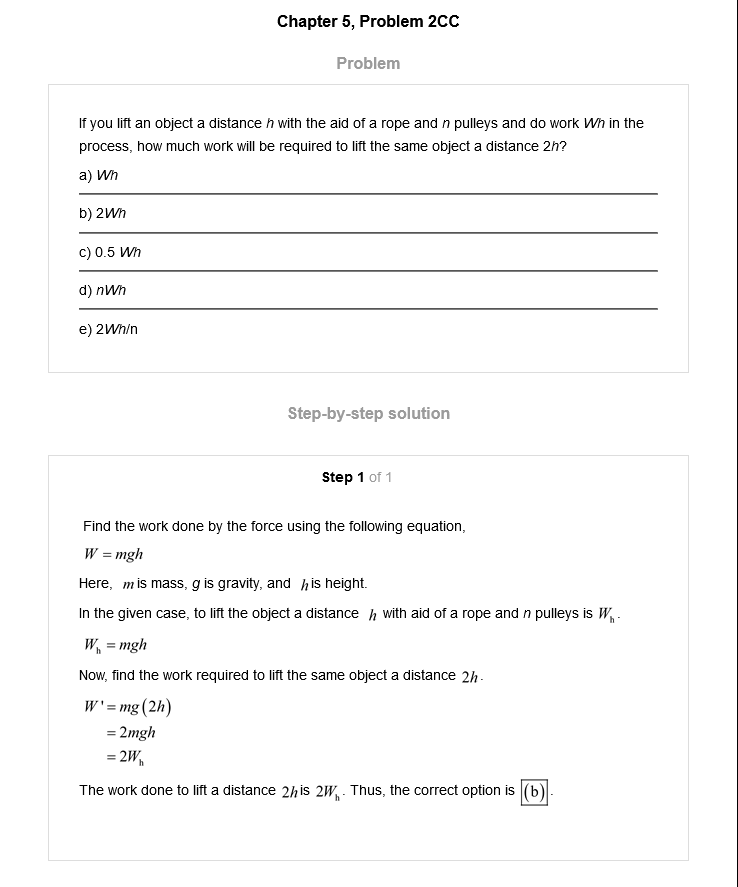 Chapter 5, Problem 2CC
Problem
If you lift an object a distance h with the aid of a rope and n pulleys and do work Wh in the
process, how much work will be required to lift the same object a distance 2h?
a) Wh
b) 2Wh
c) 0.5 Wh
d) nWh
e) 2Wh/n
Step-by-step solution
Step 1 of 1
Find the work done by the force using the following equation,
W = mgh
Here, m is mass, g is gravity, and h is height.
In the given case, to lift the object a distance h with aid of a rope and n pulleys is Wₕ.
Wₕ = mgh
Now, find the work required to lift the same object a distance 2h.
W' = mg(2h)
= 2mgh
= 2Wₕ
The work done to lift a distance 2h is 2Wₕ. Thus, the correct option is (b).